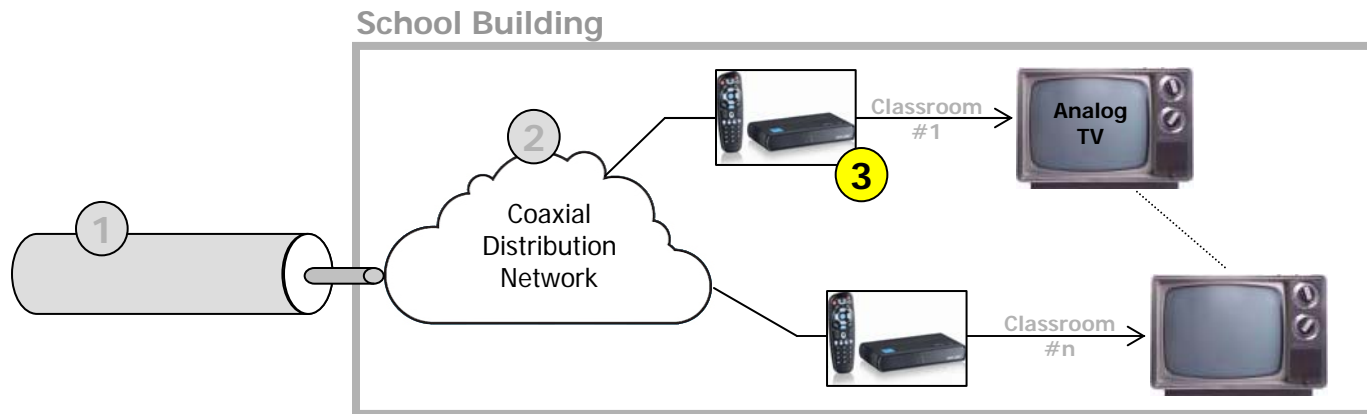 School Building
1
2
Coaxial
Distribution
Network
3
Classroom
#1
Analog
TV
Classroom
#n